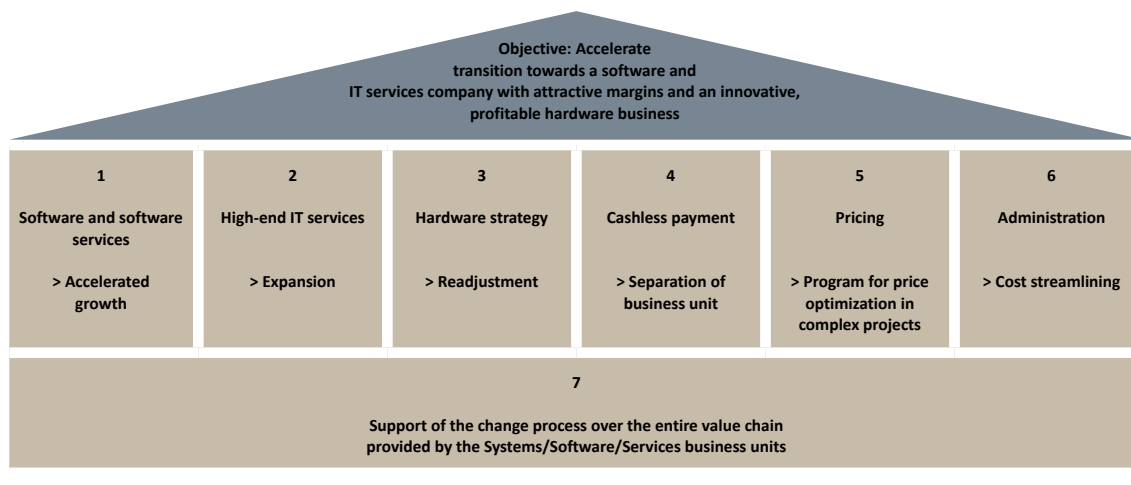 Objective: Accelerate
transition towards a software and
IT services company with attractive margins and an innovative,
profitable hardware business
1
Software and software
services
> Accelerated
growth
2
High-end IT services
> Expansion
3
Hardware strategy
> Readjustment
4
Cashless payment
> Separation of
business unit
5
Pricing
> Program for price
optimization in
complex projects
6
Administration
> Cost streamlining
7
Support of the change process over the entire value chain
provided by the Systems/Software/Services business units